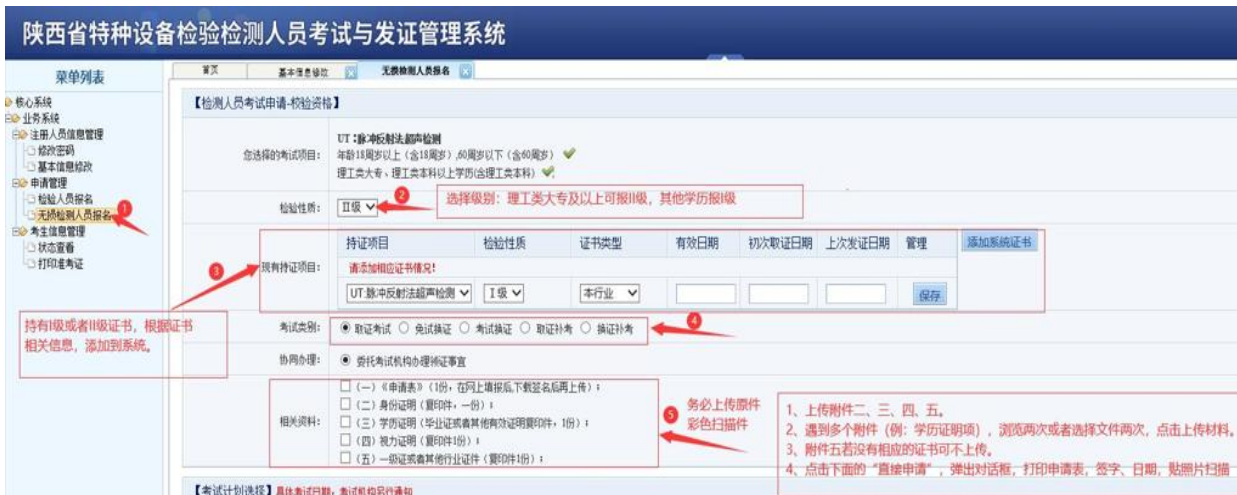 陕西省特种设备检验检测人员考试与发证管理系统
菜单列表
首页
基本信息修改
无损检测人员报名
核心系统
业务系统
注册人员信息管理
修改密码
基本信息修改
申请管理
检验人员报名
无损检测人员报名
考生信息管理
状态查看
打印准考证
1
【检测人员考试申请-校验资格】
您选择的考试项目:
UT:脉冲反射法超声检测
年龄18周岁以上(含18周岁),60周岁以下(含60周岁)
理工类大专、理工类本科以上学历(含理工类本科)
检验性质:
II级
2
选择级别:理工类大专及以上可报II级,其他学历报I级
3
现有持证项目:
持证项目 检验性质 证书类型 有效日期 初次取证日期 上次发证日期 管理
添加系统证书
请添加相应证书情况!
UT:脉冲反射法超声检测 I级 本行业 保存
持有I级或者II级证书,根据证书
相关信息,添加到系统。
考试类别:
取证考试 免试换证 考试换证 取证补考 换证补考
4
协同办理:
委托考试机构办理领证事宜
相关资料:
(一)《申请表》(1份,在网上填报后,下载签名后再上传);
(二)身份证明(复印件,一份);
(三)学历证明(毕业证或者其他有效证明复印件,1份);
(四)视力证明(复印件1份);
(五)一级证或者其他行业证件(复印件1份);
5
务必上传原件
彩色扫描件
1、上传附件二、三、四、五。
2、遇到多个附件(例:学历证明项),浏览两次或者选择文件两次,点击上传材料。
3、附件五若没有相应的证书可不上传。
4、点击下面的“直接申请”,弹出对话框,打印申请表,签字、日期,贴照片扫描
【考试计划选择】具体考试日期,考试机构另行通知